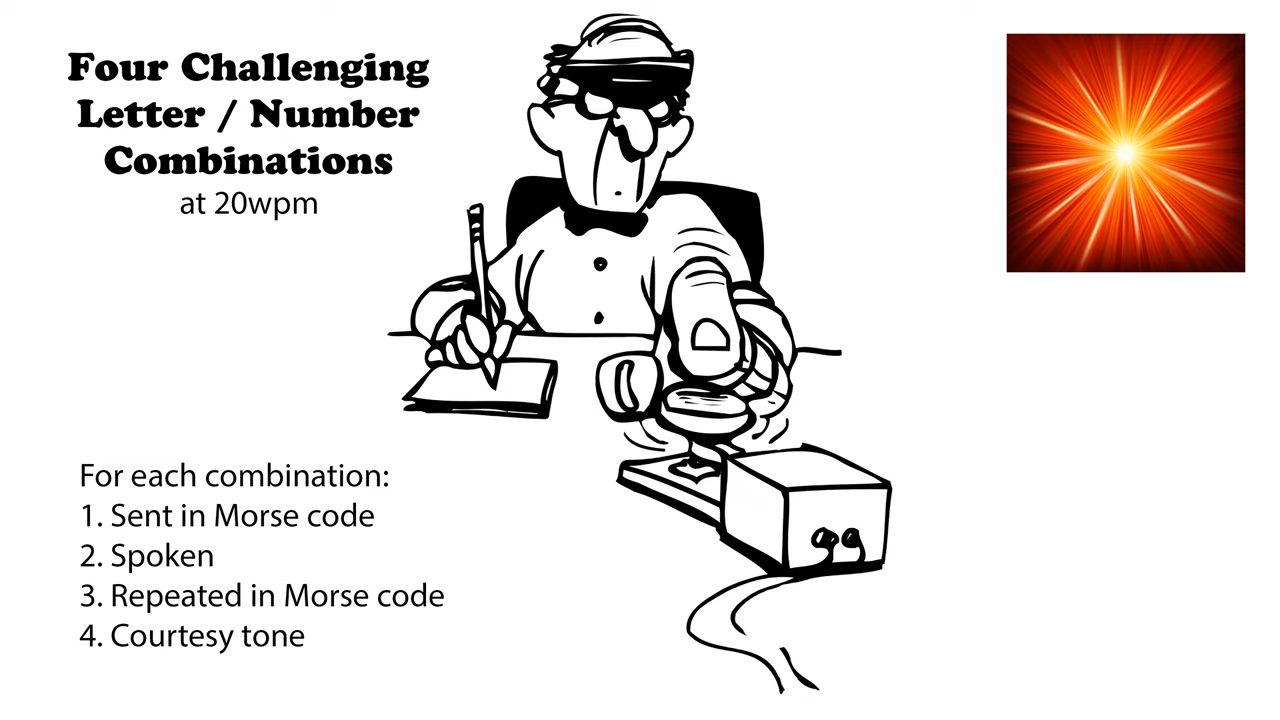 Four Challenging
Letter / Number
Combinations
at 20wpm
For each combination:
1. Sent in Morse code
2. Spoken
3. Repeated in Morse code
4. Courtesy tone